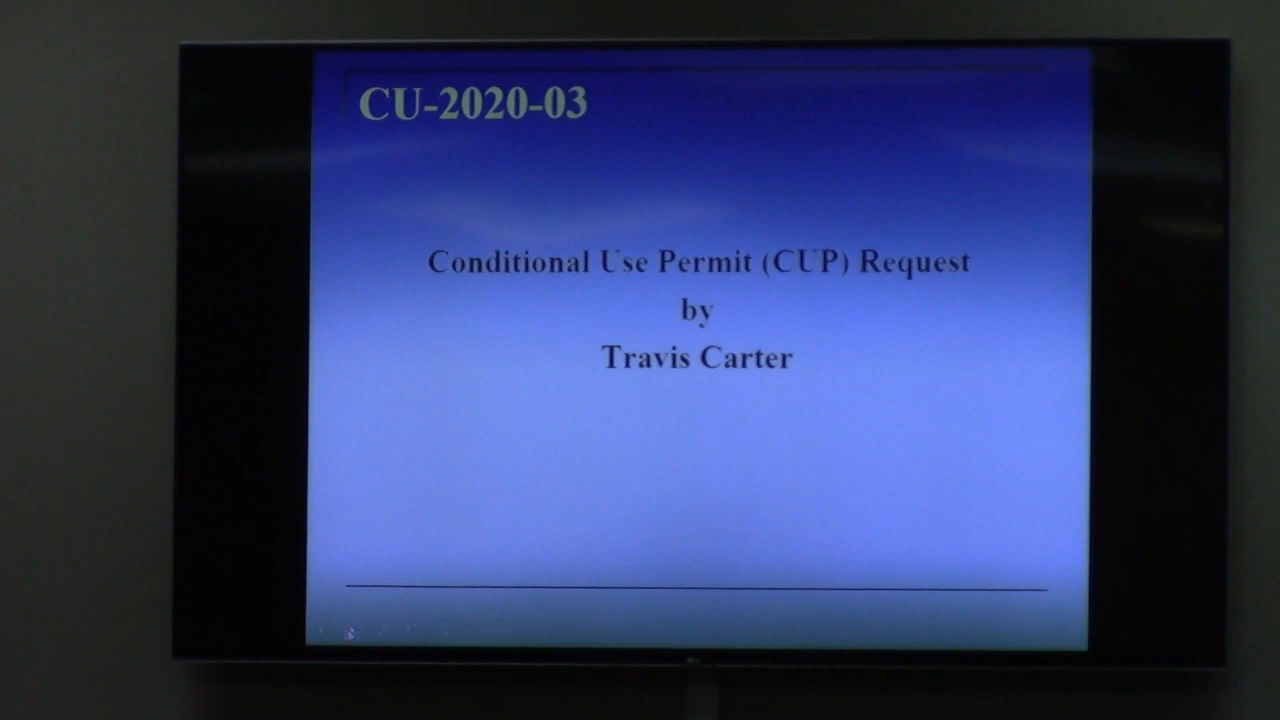 CU-2020-03
Conditional Use Permit (CUP) Request
by
Travis Carter